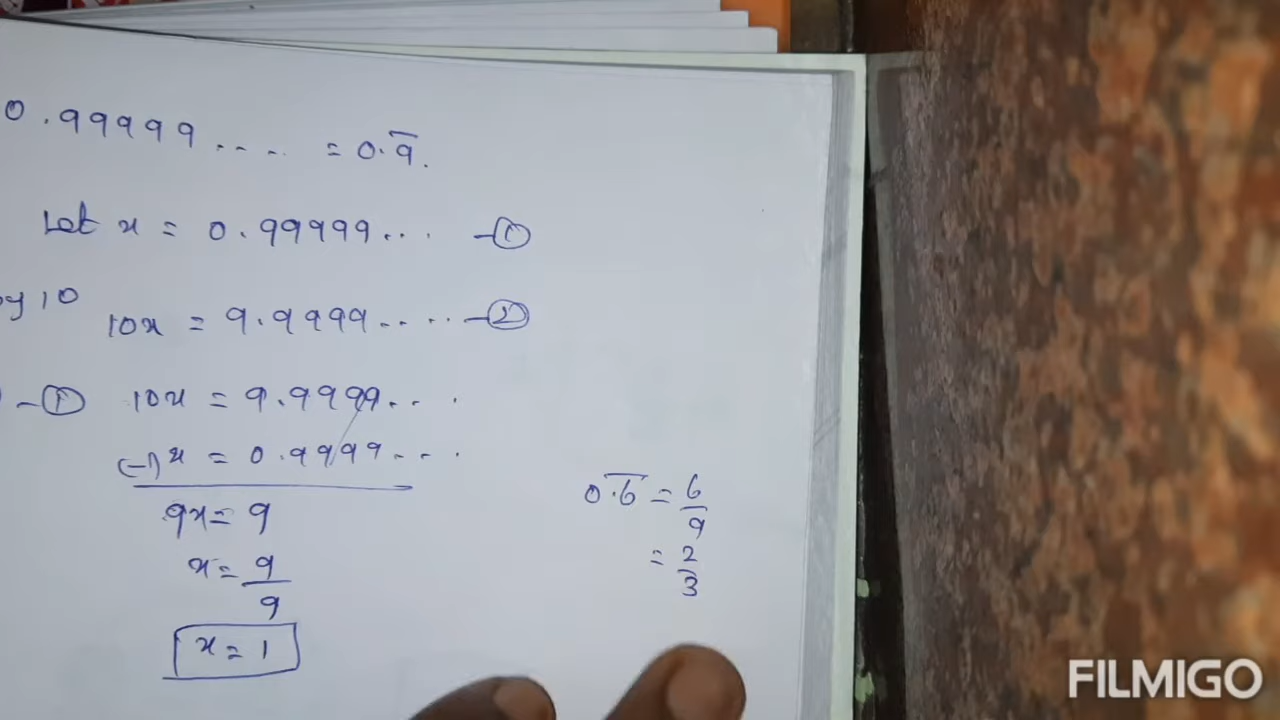 0.99999.... = 0.9̅.
Let x = 0.99999... -①
by 10
10x = 9.9999.... -②
-① 10x = 9.9999...
(-) x = 0.9999...
9x = 9
x = 9/9
x = 1
0.6̅ = 6/9
= 2/3
FILMIGO